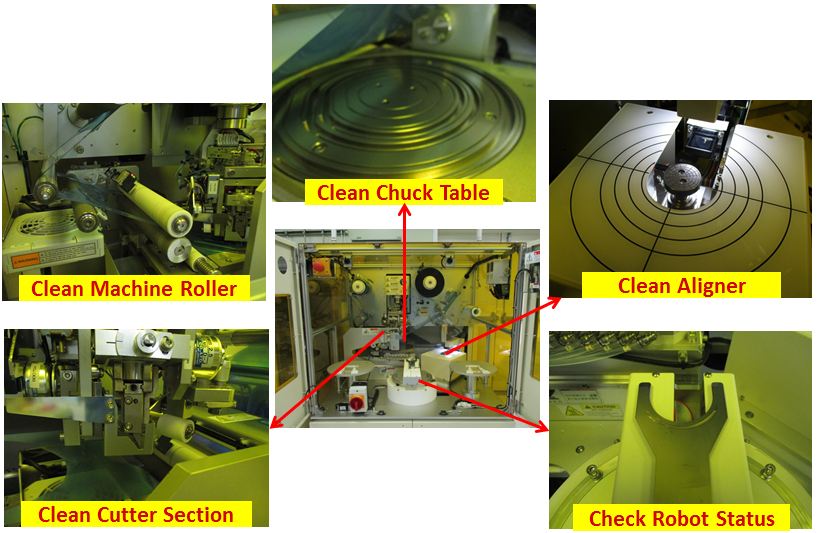 Clean Chuck Table
Clean Machine Roller
Clean Aligner
Clean Cutter Section
Check Robot Status